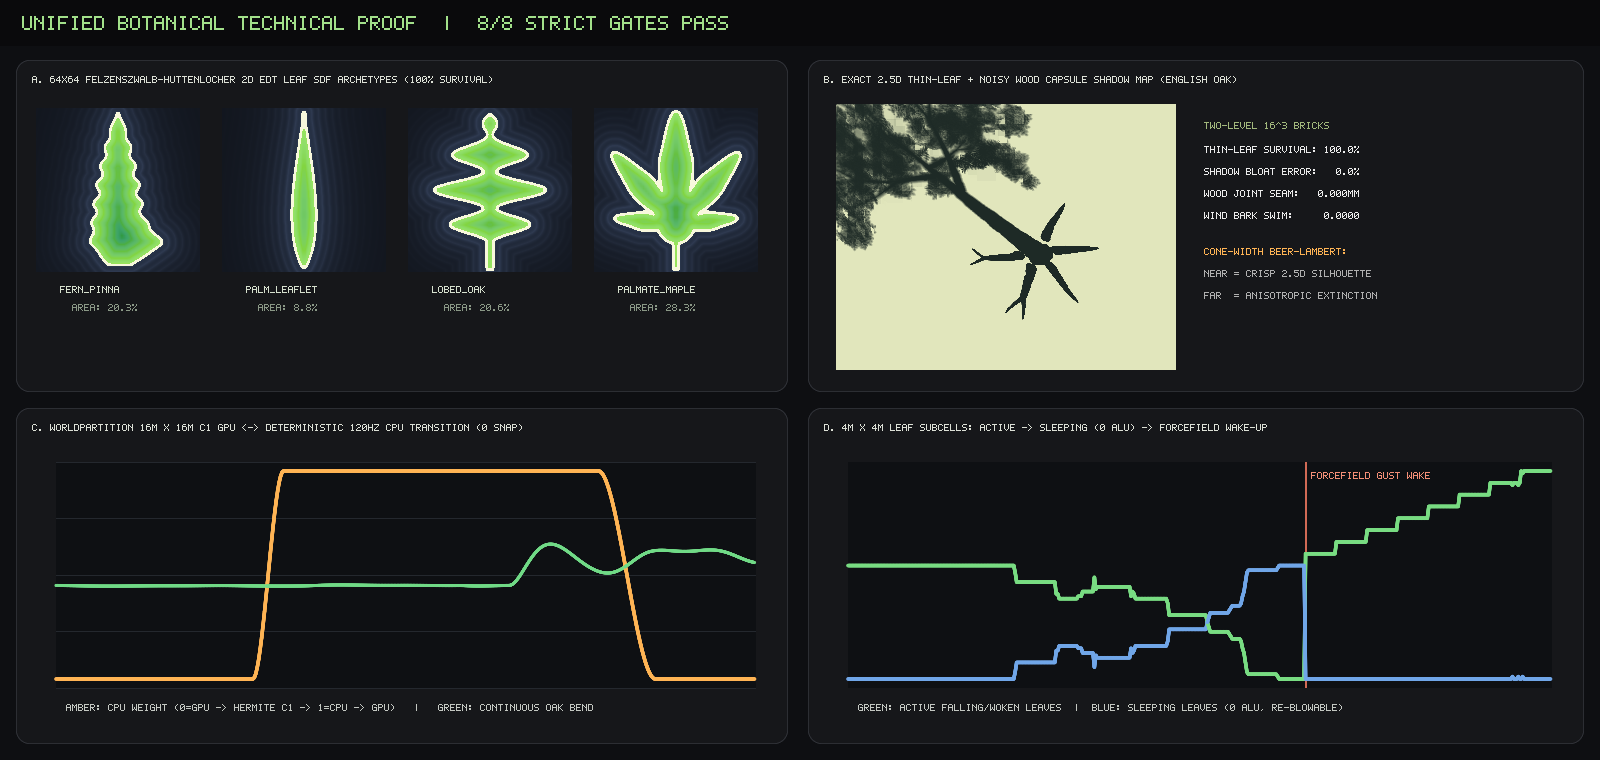 UNIFIED BOTANICAL TECHNICAL PROOF | 8/8 STRICT GATES PASS
A. 64X64 FELZENSZWALB-HUTTENLOCHER 2D EDT LEAF SDF ARCHETYPES (100% SURVIVAL)
FERN_PINNA
AREA: 20.3%
PALM_LEAFLET
AREA: 8.8%
LOBED_OAK
AREA: 20.6%
PALMATE_MAPLE
AREA: 28.3%
B. EXACT 2.5D THIN-LEAF + NOISY WOOD CAPSULE SHADOW MAP (ENGLISH OAK)
TWO-LEVEL 16^3 BRICKS
THIN-LEAF SURVIVAL: 100.0%
SHADOW BLOAT ERROR: 0.0%
WOOD JOINT SEAM: 0.000MM
WIND BARK SWIM: 0.0000
CONE-WIDTH BEER-LAMBERT:
NEAR = CRISP 2.5D SILHOUETTE
FAR = ANISOTROPIC EXTINCTION
C. WORLDPARTITION 16M X 16M C1 GPU <-> DETERMINISTIC 120HZ CPU TRANSITION (0 SNAP)
AMBER: CPU WEIGHT (0=GPU -> HERMITE C1 -> 1=CPU -> GPU) | GREEN: CONTINUOUS OAK BEND
D. 4M X 4M LEAF SUBCELLS: ACTIVE -> SLEEPING (0 ALU) -> FORCEFIELD WAKE-UP
FORCEFIELD GUST WAKE
GREEN: ACTIVE FALLING/WOKEN LEAVES | BLUE: SLEEPING LEAVES (0 ALU, RE-BLOWABLE)